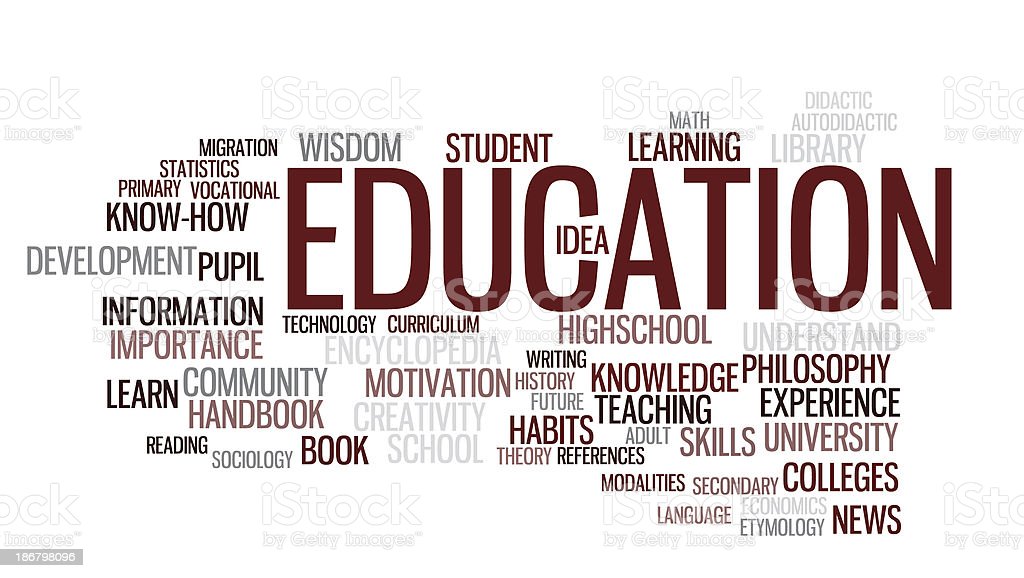 DIDACTIC
MATH AUTODIDACTIC
MIGRATION WISDOM STUDENT LEARNING LIBRARY
STATISTICS
PRIMARY VOCATIONAL
EDUCATION
KNOW-HOW
IDEA
DEVELOPMENT PUPIL
INFORMATION TECHNOLOGY CURRICULUM HIGHSCHOOL UNDERSTAND
IMPORTANCE ENCYCLOPEDIA
WRITING PHILOSOPHY
LEARN COMMUNITY MOTIVATION HISTORY KNOWLEDGE
FUTURE TEACHING EXPERIENCE
HANDBOOK CREATIVITY
HABITS ADULT SKILLS UNIVERSITY
READING SOCIOLOGY BOOK SCHOOL THEORY REFERENCES
MODALITIES SECONDARY COLLEGES
LANGUAGE ECONOMICS
ETYMOLOGY NEWS
iStock
by Getty Images™
186798096